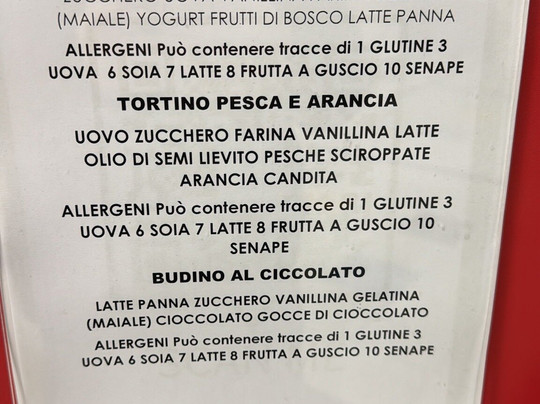 (MAIALE) YOGURT FRUTTI DI BOSCO LATTE PANNA
ALLERGENI Può contenere tracce di 1 GLUTINE 3
UOVA 6 SOIA 7 LATTE 8 FRUTTA A GUSCIO 10 SENAPE
TORTINO PESCA E ARANCIA
UOVO ZUCCHERO FARINA VANILLINA LATTE
OLIO DI SEMI LIEVITO PESCHE SCIROPPATE
ARANCIA CANDITA
ALLERGENI Può contenere tracce di 1 GLUTINE 3
UOVA 6 SOIA 7 LATTE 8 FRUTTA A GUSCIO 10
SENAPE
BUDINO AL CICCOLATO
LATTE PANNA ZUCCHERO VANILLINA GELATINA
(MAIALE) CIOCCOLATO GOCCE DI CIOCCOLATO
ALLERGENI Può contenere tracce di 1 GLUTINE 3
UOVA 6 SOIA 7 LATTE 8 FRUTTA A GUSCIO 10 SENAPE